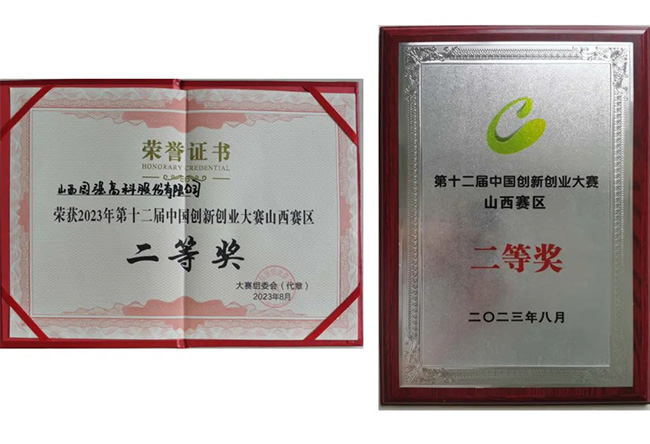 荣誉证书
HONORARY CREDENTIAL
山西固强高科股份有限公司
荣获2023年第十二届中国创新创业大赛山西赛区
二等奖
大赛组委会（代章）
2023年8月
第十二届中国创新创业大赛
山西赛区
二等奖
二〇二三年八月